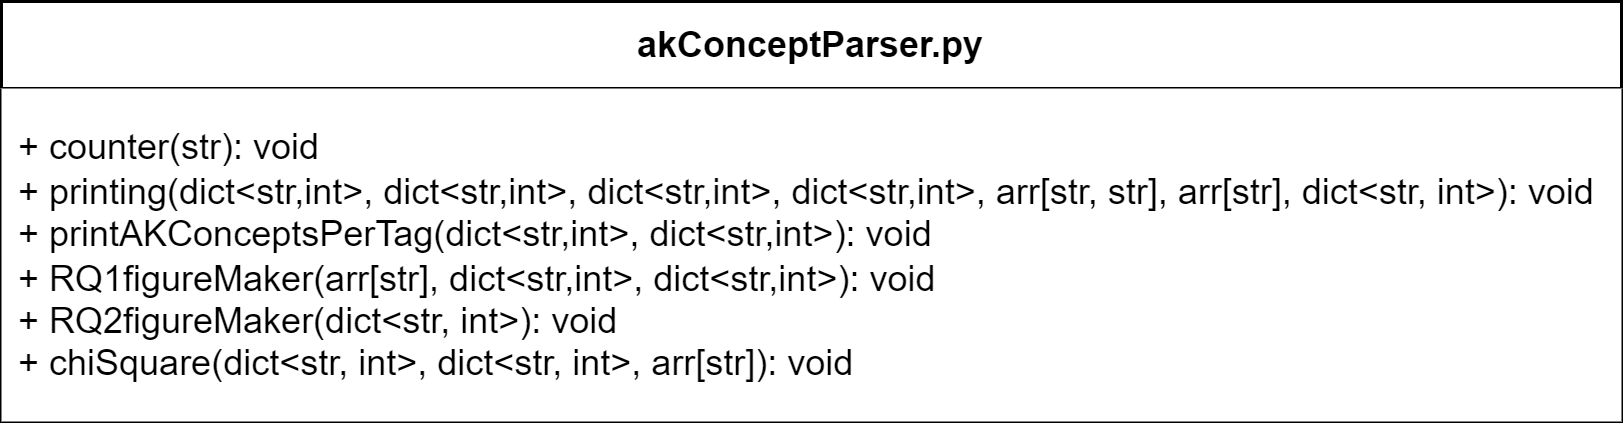 akConceptParser.py
+ counter(str): void
+ printing(dict<str,int>, dict<str,int>, dict<str,int>, dict<str,int>, arr[str, str], arr[str], dict<str, int>): void
+ printAKConceptsPerTag(dict<str,int>, dict<str,int>): void
+ RQ1figureMaker(arr[str], dict<str,int>, dict<str,int>): void
+ RQ2figureMaker(dict<str, int>): void
+ chiSquare(dict<str, int>, dict<str, int>, arr[str]): void